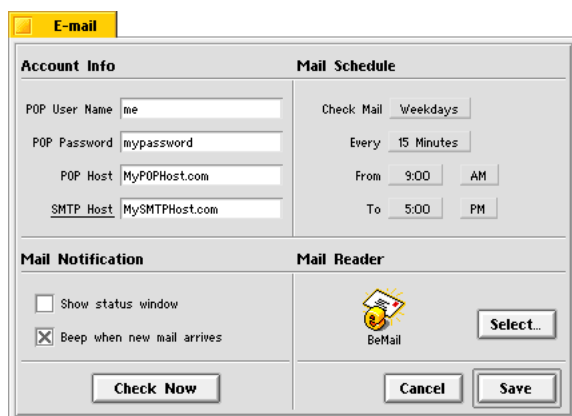 E-mail
Account Info
POP User Name me
POP Password mypassword
POP Host MyPOPHost.com
SMTP Host MySMTPHost.com
Mail Schedule
Check Mail Weekdays
Every 15 Minutes
From 9:00 AM
To 5:00 PM
Mail Notification
Show status window
Beep when new mail arrives
Mail Reader
BeMail
Select...
Check Now
Cancel Save